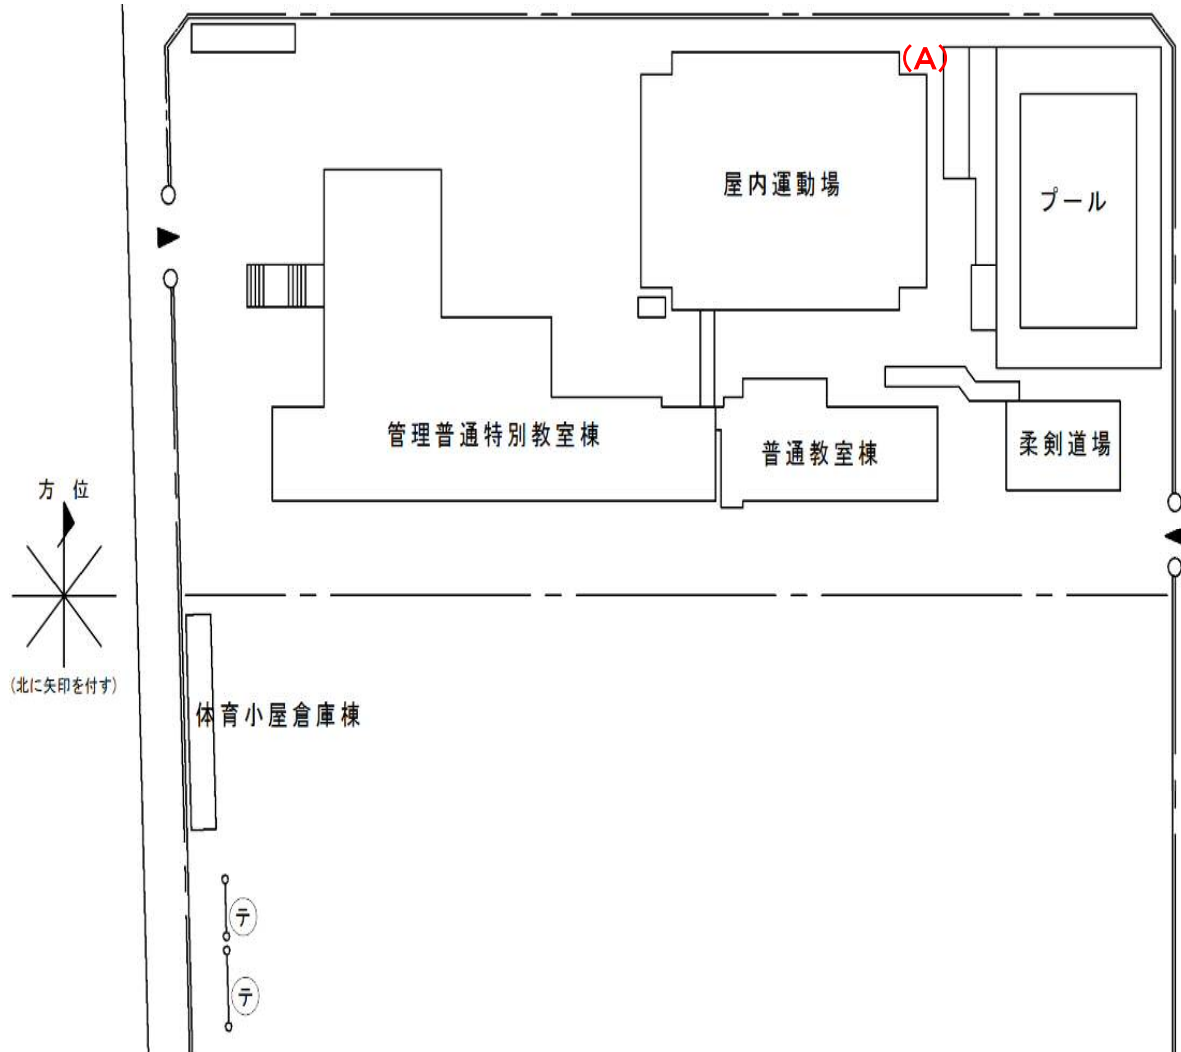 (A)
屋内運動場
プール
管理普通特別教室棟
普通教室棟
柔剣道場
方位
(北に矢印を付す)
体育小屋倉庫棟
テ
テ